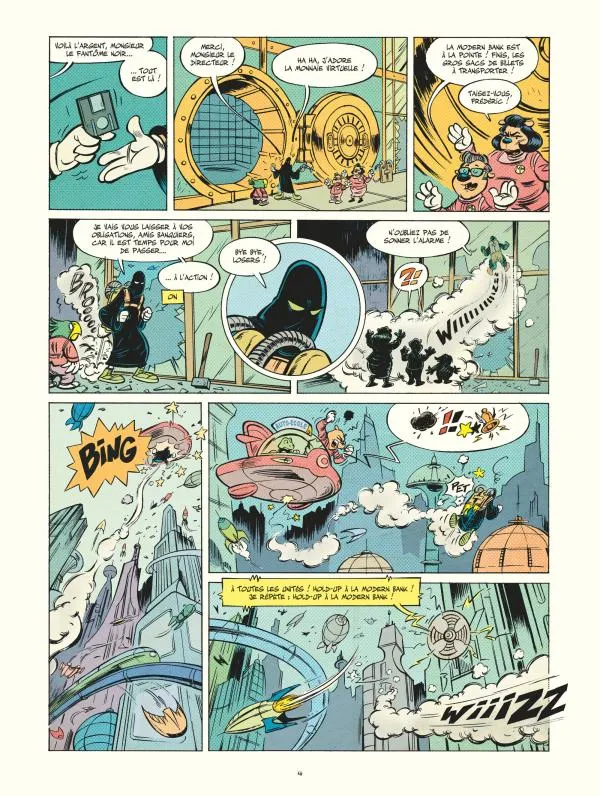 VOILÀ L'ARGENT, MONSIEUR
LE FANTÔME NOIR...
... TOUT
EST LÀ !
MERCI,
MONSIEUR LE
DIRECTEUR !
HA HA, J'ADORE
LA MONNAIE VIRTUELLE !
LA MODERN BANK EST
À LA POINTE ! FINIS, LES
GROS SACS DE BILLETS
À TRANSPORTER !
TAISEZ-VOUS,
FRÉDÉRIC !
JE VAIS VOUS LAISSER À VOS
OBLIGATIONS, AMIS BANQUIERS,
CAR IL EST TEMPS POUR MOI
DE PASSER...
... À L'ACTION !
ON
BYE BYE,
LOSERS !
N'OUBLIEZ PAS DE
SONNER L'ALARME !
?!
WIIIIII
BING
AUTO-ECOLE
!!
PET
À TOUTES LES UNITÉS ! HOLD-UP À LA MODERN BANK !
JE RÉPÈTE : HOLD-UP À LA MODERN BANK !
WIIIZZ
4